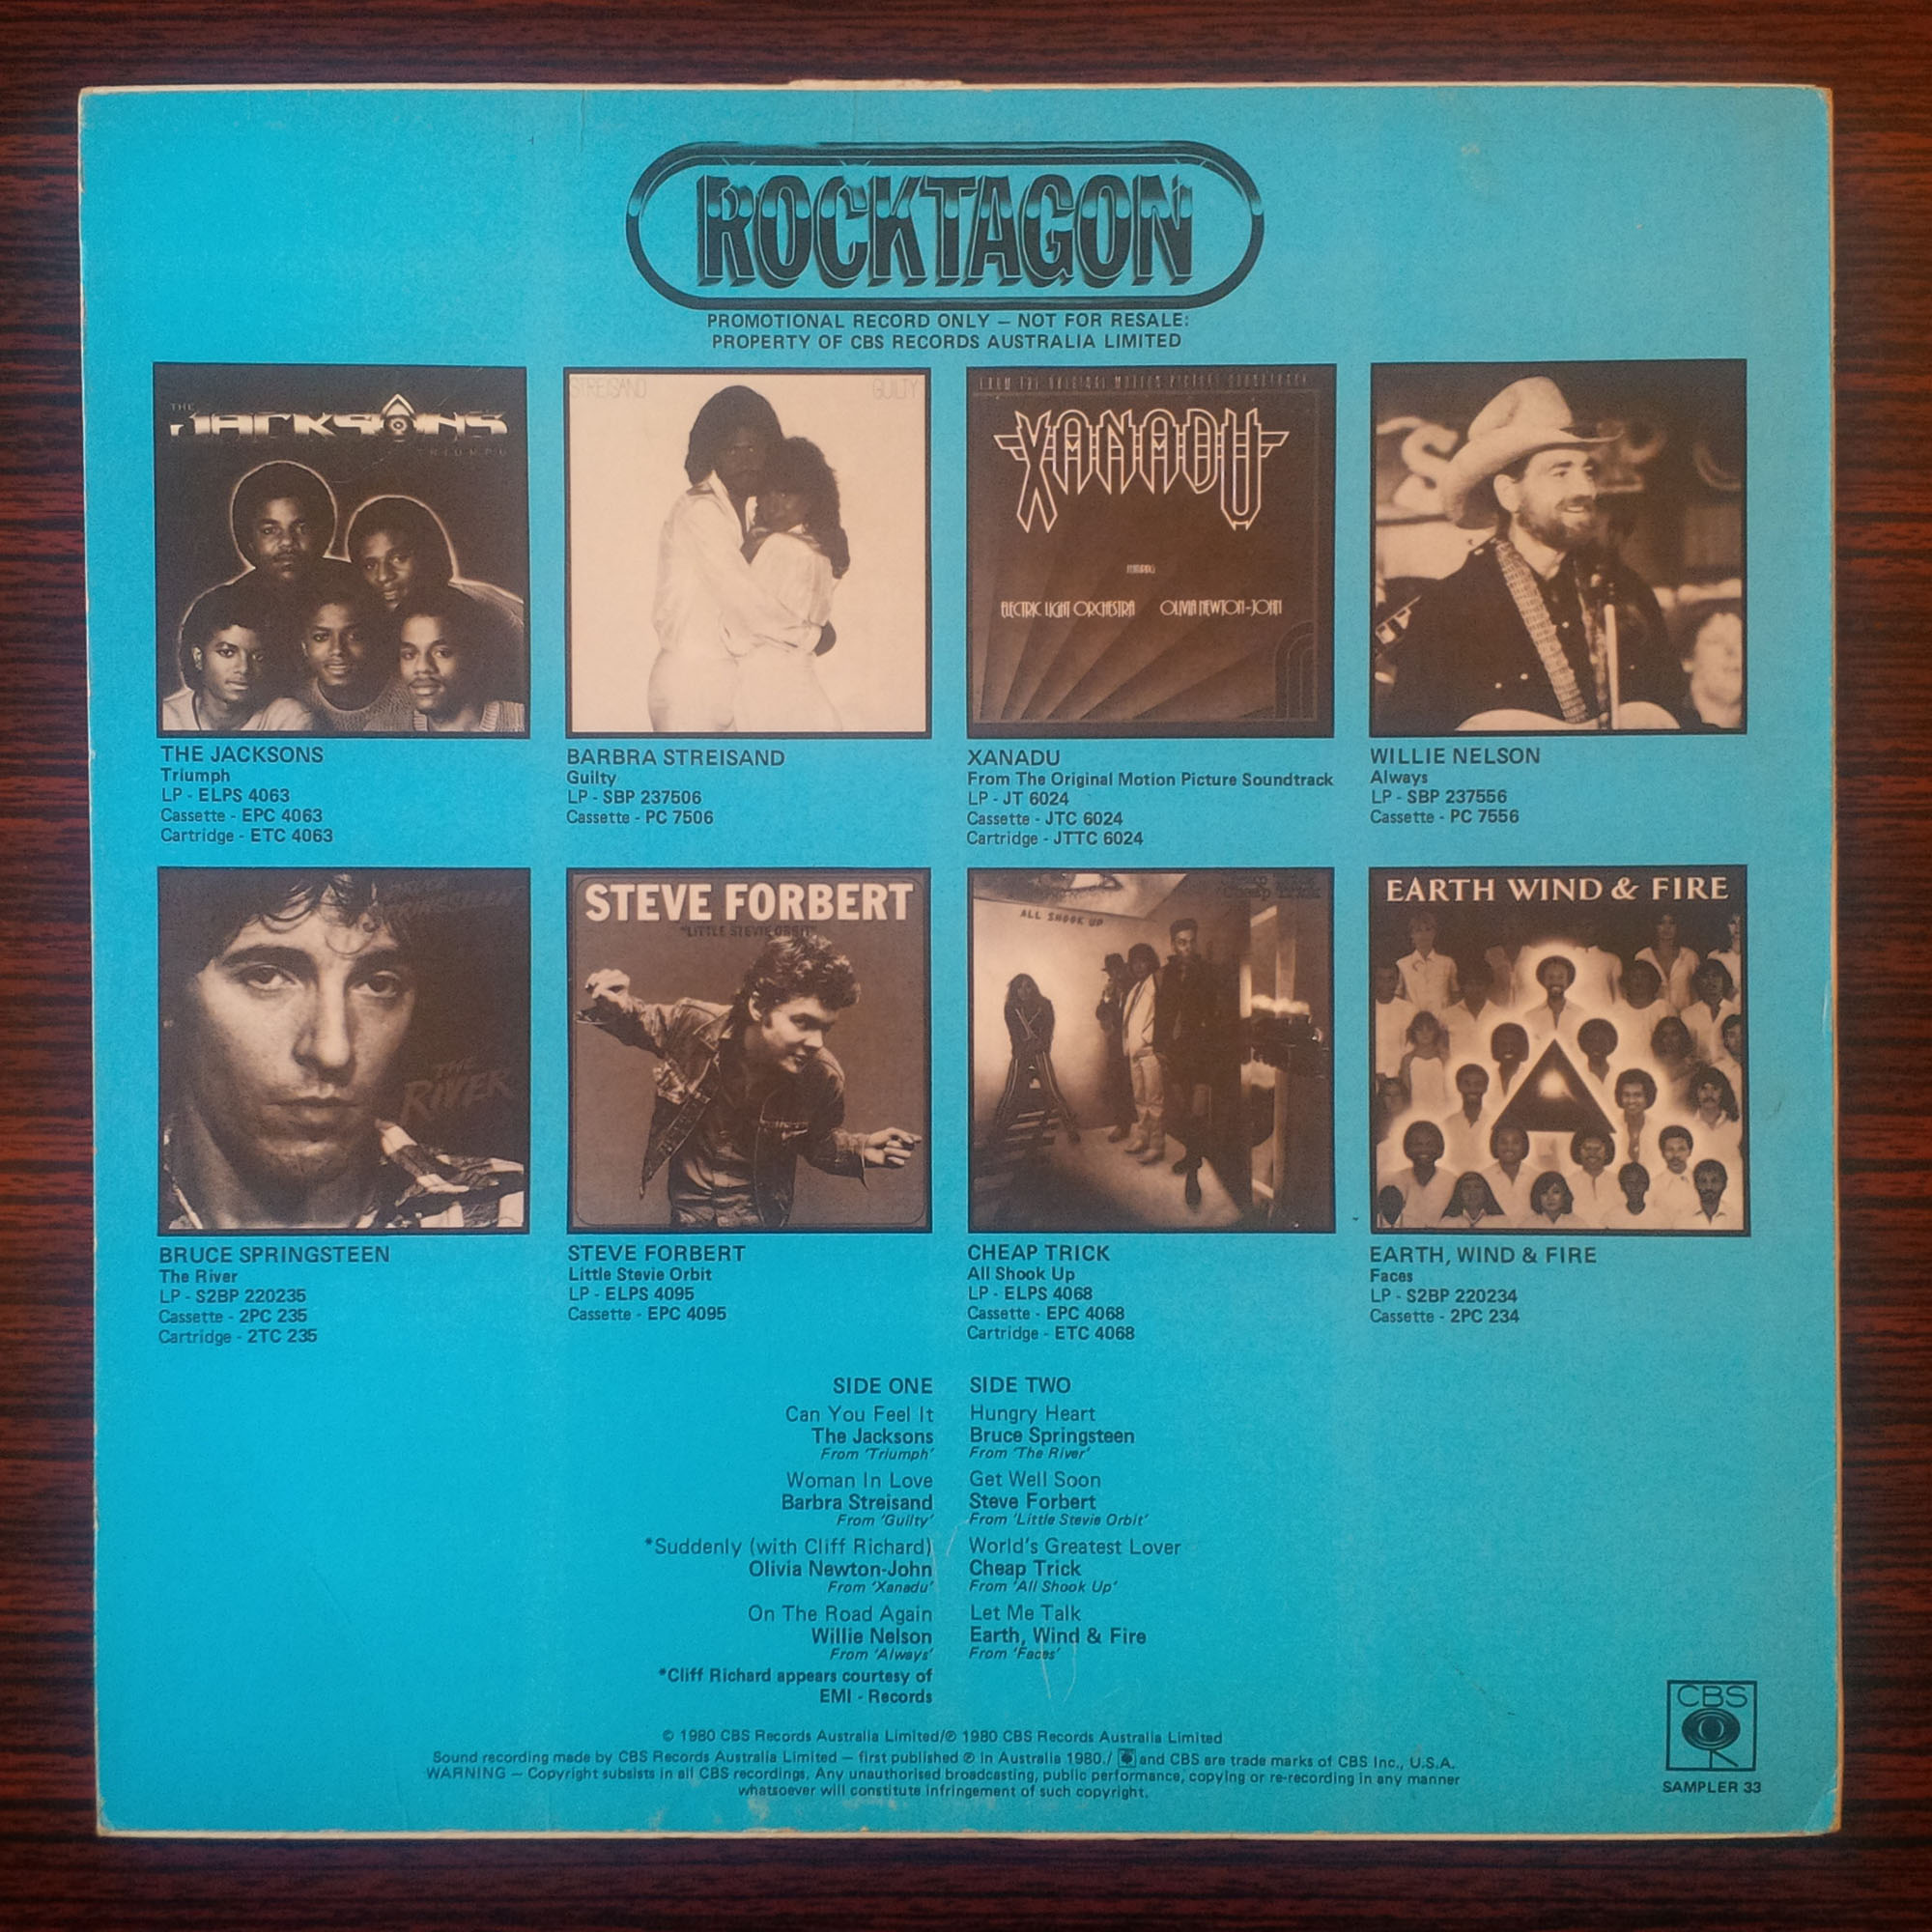 ROCKTAGON
PROMOTIONAL RECORD ONLY – NOT FOR RESALE:
PROPERTY OF CBS RECORDS AUSTRALIA LIMITED
THE
JACKSONS
TRIUMPH
STREISAND GUILTY
FROM THE ORIGINAL MOTION PICTURE SOUNDTRACK
XANADU
FEATURING
ELECTRIC LIGHT ORCHESTRA OLIVIA NEWTON-JOHN
THE JACKSONS
Triumph
LP - ELPS 4063
Cassette - EPC 4063
Cartridge - ETC 4063
BARBRA STREISAND
Guilty
LP - SBP 237506
Cassette - PC 7506
XANADU
From The Original Motion Picture Soundtrack
LP - JT 6024
Cassette - JTC 6024
Cartridge - JTTC 6024
WILLIE NELSON
Always
LP - SBP 237556
Cassette - PC 7556
THE
RIVER
STEVE FORBERT
"LITTLE STEVIE ORBIT"
ALL SHOOK UP
EARTH WIND & FIRE
BRUCE SPRINGSTEEN
The River
LP - S2BP 220235
Cassette - 2PC 235
Cartridge - 2TC 235
STEVE FORBERT
Little Stevie Orbit
LP - ELPS 4095
Cassette - EPC 4095
CHEAP TRICK
All Shook Up
LP - ELPS 4068
Cassette - EPC 4068
Cartridge - ETC 4068
EARTH, WIND & FIRE
Faces
LP - S2BP 220234
Cassette - 2PC 234
SIDE ONE
Can You Feel It
The Jacksons
From 'Triumph'
Woman In Love
Barbra Streisand
From 'Guilty'
*Suddenly (with Cliff Richard)
Olivia Newton-John
From 'Xanadu'
On The Road Again
Willie Nelson
From 'Always'
*Cliff Richard appears courtesy of
EMI - Records
SIDE TWO
Hungry Heart
Bruce Springsteen
From 'The River'
Get Well Soon
Steve Forbert
From 'Little Stevie Orbit'
World's Greatest Lover
Cheap Trick
From 'All Shook Up'
Let Me Talk
Earth, Wind & Fire
From 'Faces'
© 1980 CBS Records Australia Limited/℗ 1980 CBS Records Australia Limited
Sound recording made by CBS Records Australia Limited – first published ℗ in Australia 1980./ and CBS are trade marks of CBS Inc., U.S.A.
WARNING – Copyright subsists in all CBS recordings. Any unauthorised broadcasting, public performance, copying or re-recording in any manner
whatsoever will constitute infringement of such copyright.
CBS
SAMPLER 33